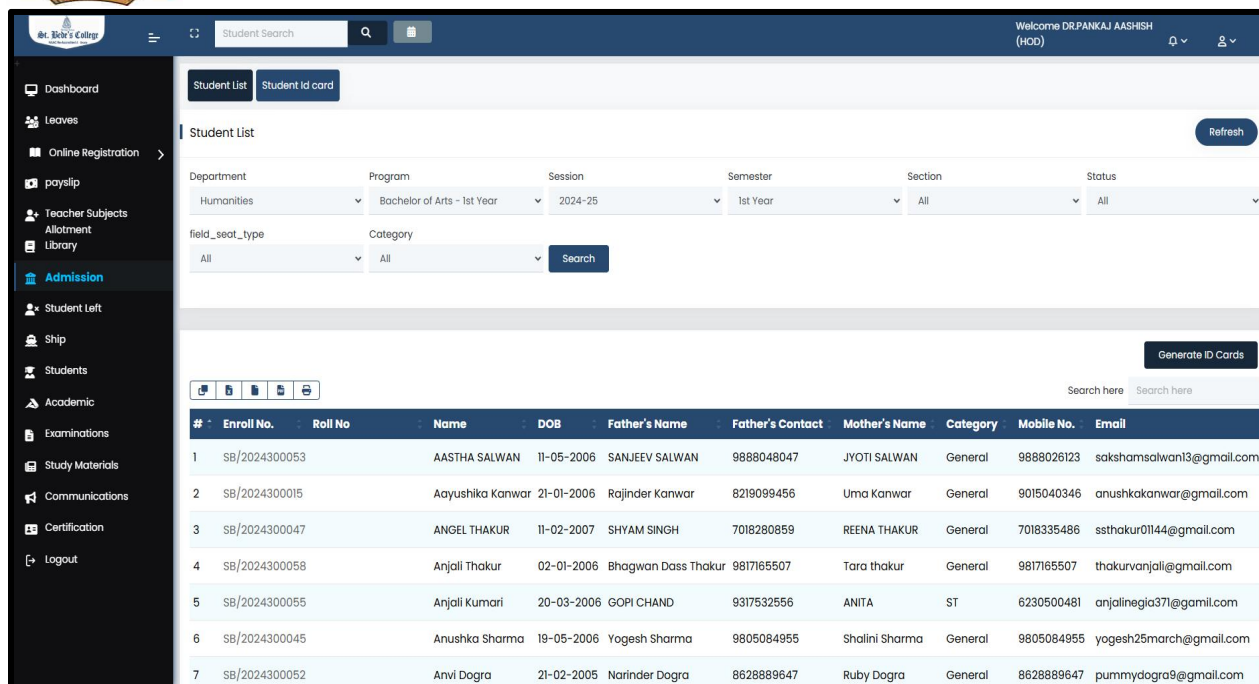 St. Bede's College
Student Search
Welcome DR.PANKAJ AASHISH
(HOD)
Dashboard
Leaves
Online Registration
payslip
Teacher Subjects
Allotment
Library
Admission
Student Left
Ship
Students
Academic
Examinations
Study Materials
Communications
Certification
Logout
Student List Student Id card
Student List Refresh
Department Program Session Semester Section Status
Humanities Bachelor of Arts - 1st Year 2024-25 1st Year All All
field_seat_type Category
All All Search
Generate ID Cards
Search here Search here
# Enroll No. Roll No Name DOB Father's Name Father's Contact Mother's Name Category Mobile No. Email
1 SB/2024300053 AASTHA SALWAN 11-05-2006 SANJEEV SALWAN 9888048047 JYOTI SALWAN General 9888026123 sakshamsalwan13@gmail.com
2 SB/2024300015 Aayushika Kanwar 21-01-2006 Rajinder Kanwar 8219099456 Uma Kanwar General 9015040346 anushkakanwar@gmail.com
3 SB/2024300047 ANGEL THAKUR 11-02-2007 SHYAM SINGH 7018280859 REENA THAKUR General 7018335486 ssthakur01144@gmail.com
4 SB/2024300058 Anjali Thakur 02-01-2006 Bhagwan Dass Thakur 9817165507 Tara thakur General 9817165507 thakurvanjali@gmail.com
5 SB/2024300055 Anjali Kumari 20-03-2006 GOPI CHAND 9317532556 ANITA ST 6230500481 anjalinegia371@gamil.com
6 SB/2024300045 Anushka Sharma 19-05-2006 Yogesh Sharma 9805084955 Shalini Sharma General 9805084955 yogesh25march@gmail.com
7 SB/2024300052 Anvi Dogra 21-02-2005 Narinder Dogra 8628889647 Ruby Dogra General 8628889647 pummydogra9@gmail.com